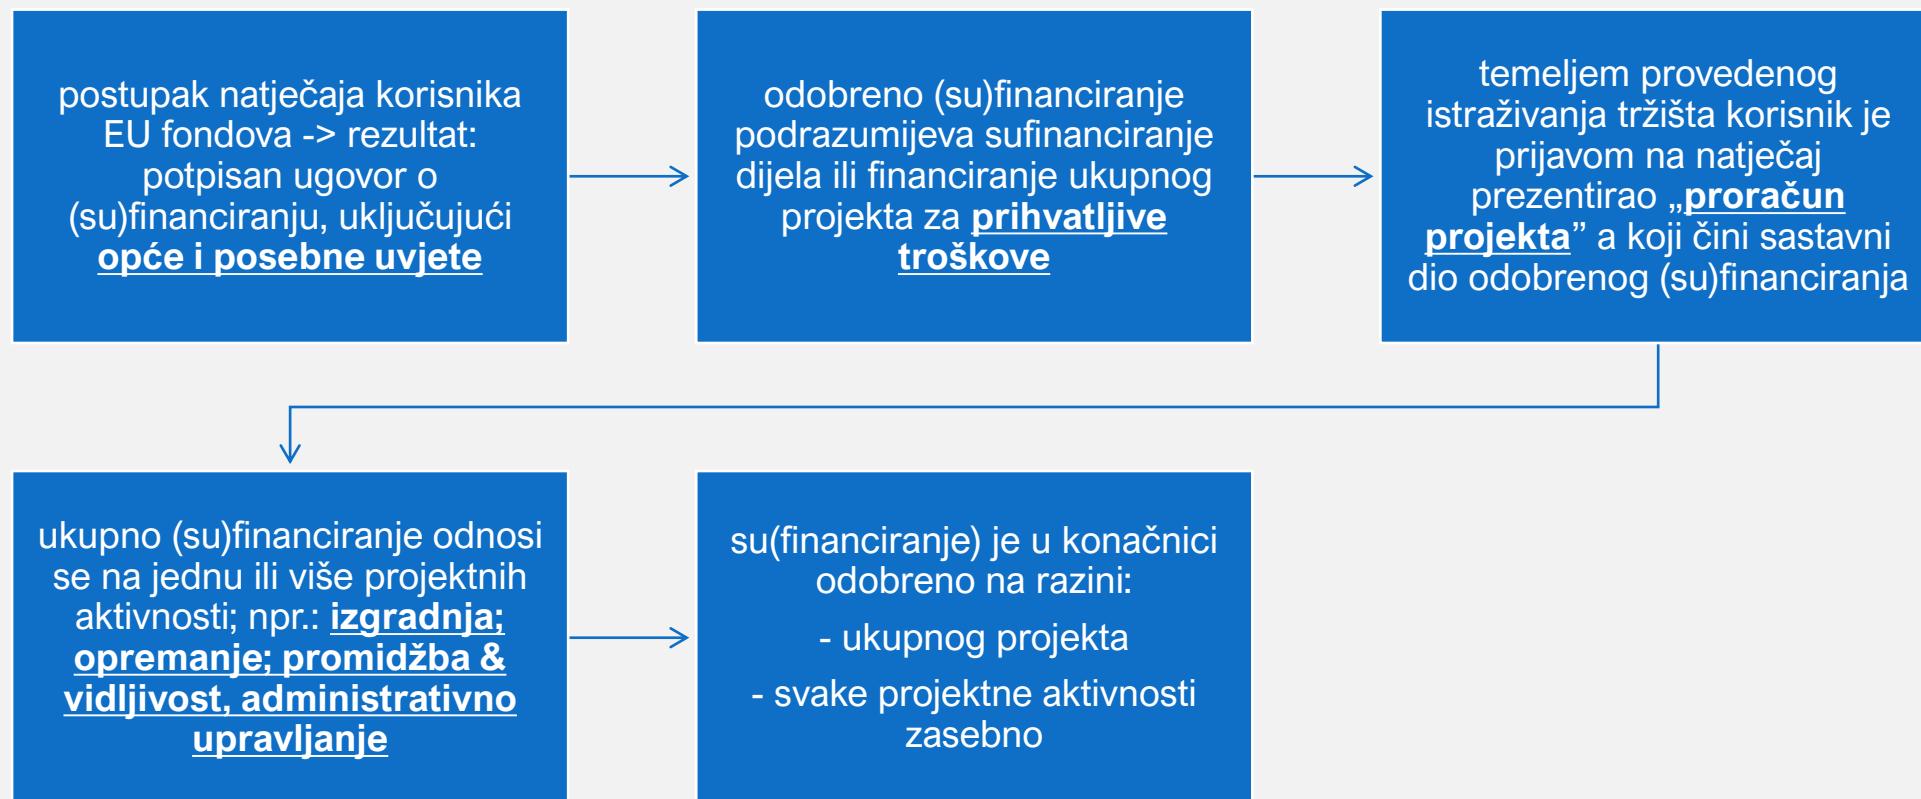 postupak natječaja korisnika
EU fondova -> rezultat:
potpisan ugovor o
(su)financiranju, uključujući
opće i posebne uvjete
odobreno (su)financiranje
podrazumijeva sufinanciranje
dijela ili financiranje ukupnog
projekta za prihvatljive
troškove
temeljem provedenog
istraživanja tržišta korisnik je
prijavom na natječaj
prezentirao „proračun
projekta” a koji čini sastavni
dio odobrenog (su)financiranja
ukupno (su)financiranje odnosi
se na jednu ili više projektnih
aktivnosti; npr.: izgradnja;
opremanje; promidžba &
vidljivost, administrativno
upravljanje
su(financiranje) je u konačnici
odobreno na razini:
- ukupnog projekta
- svake projektne aktivnosti
zasebno